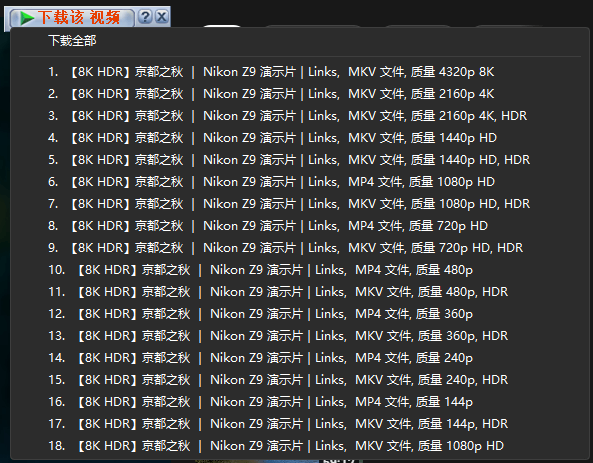 下载该 视频 ? X
下载全部
1. 【8K HDR】京都之秋 | Nikon Z9 演示片 | Links, MKV 文件, 质量 4320p 8K
2. 【8K HDR】京都之秋 | Nikon Z9 演示片 | Links, MKV 文件, 质量 2160p 4K
3. 【8K HDR】京都之秋 | Nikon Z9 演示片 | Links, MKV 文件, 质量 2160p 4K, HDR
4. 【8K HDR】京都之秋 | Nikon Z9 演示片 | Links, MKV 文件, 质量 1440p HD
5. 【8K HDR】京都之秋 | Nikon Z9 演示片 | Links, MKV 文件, 质量 1440p HD, HDR
6. 【8K HDR】京都之秋 | Nikon Z9 演示片 | Links, MP4 文件, 质量 1080p HD
7. 【8K HDR】京都之秋 | Nikon Z9 演示片 | Links, MKV 文件, 质量 1080p HD, HDR
8. 【8K HDR】京都之秋 | Nikon Z9 演示片 | Links, MP4 文件, 质量 720p HD
9. 【8K HDR】京都之秋 | Nikon Z9 演示片 | Links, MKV 文件, 质量 720p HD, HDR
10. 【8K HDR】京都之秋 | Nikon Z9 演示片 | Links, MP4 文件, 质量 480p
11. 【8K HDR】京都之秋 | Nikon Z9 演示片 | Links, MKV 文件, 质量 480p, HDR
12. 【8K HDR】京都之秋 | Nikon Z9 演示片 | Links, MP4 文件, 质量 360p
13. 【8K HDR】京都之秋 | Nikon Z9 演示片 | Links, MKV 文件, 质量 360p, HDR
14. 【8K HDR】京都之秋 | Nikon Z9 演示片 | Links, MP4 文件, 质量 240p
15. 【8K HDR】京都之秋 | Nikon Z9 演示片 | Links, MKV 文件, 质量 240p, HDR
16. 【8K HDR】京都之秋 | Nikon Z9 演示片 | Links, MP4 文件, 质量 144p
17. 【8K HDR】京都之秋 | Nikon Z9 演示片 | Links, MKV 文件, 质量 144p, HDR
18. 【8K HDR】京都之秋 | Nikon Z9 演示片 | Links, MKV 文件, 质量 1080p HD